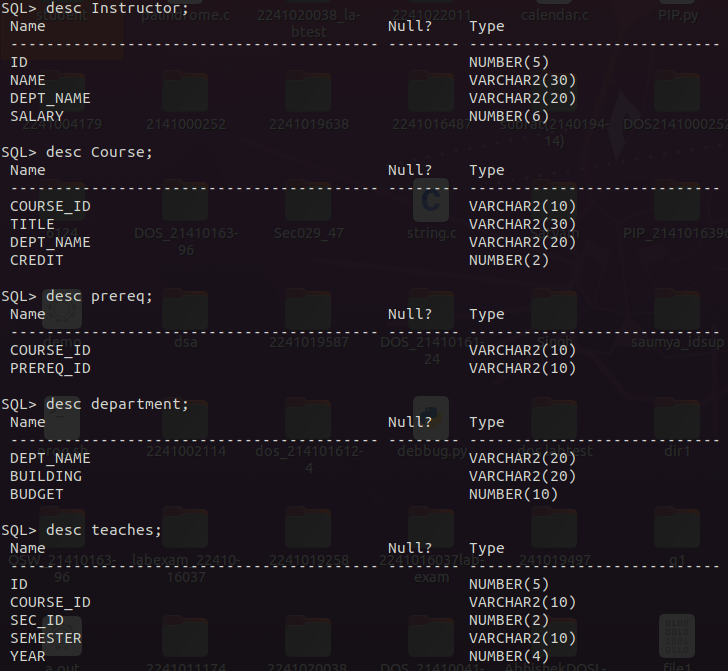 SQL> desc Instructor;
Name Null? Type
----------------------------------------- -------- ----------------------------
ID NUMBER(5)
NAME VARCHAR2(30)
DEPT_NAME VARCHAR2(20)
SALARY NUMBER(6)
SQL> desc Course;
Name Null? Type
----------------------------------------- -------- ----------------------------
COURSE_ID VARCHAR2(10)
TITLE VARCHAR2(30)
DEPT_NAME VARCHAR2(20)
CREDIT NUMBER(2)
SQL> desc prereq;
Name Null? Type
----------------------------------------- -------- ----------------------------
COURSE_ID VARCHAR2(10)
PREREQ_ID VARCHAR2(10)
SQL> desc department;
Name Null? Type
----------------------------------------- -------- ----------------------------
DEPT_NAME VARCHAR2(20)
BUILDING VARCHAR2(20)
BUDGET NUMBER(10)
SQL> desc teaches;
Name Null? Type
----------------------------------------- -------- ----------------------------
ID NUMBER(5)
COURSE_ID VARCHAR2(10)
SEC_ID NUMBER(2)
SEMESTER VARCHAR2(10)
YEAR NUMBER(4)